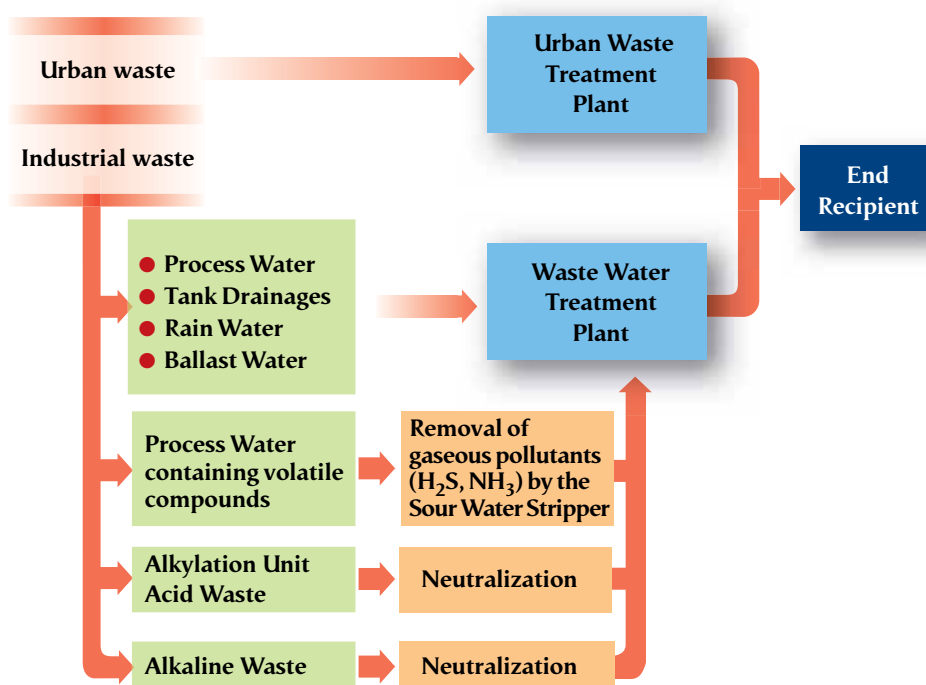 Urban waste
Urban Waste
Treatment
Plant
Industrial waste
End
Recipient
Process Water
Tank Drainages
Rain Water
Ballast Water
Waste Water
Treatment
Plant
Process Water
containing volatile
compounds
Removal of
gaseous pollutants
(H₂S, NH₃) by the
Sour Water Stripper
Alkylation Unit
Acid Waste
Neutralization
Alkaline Waste
Neutralization